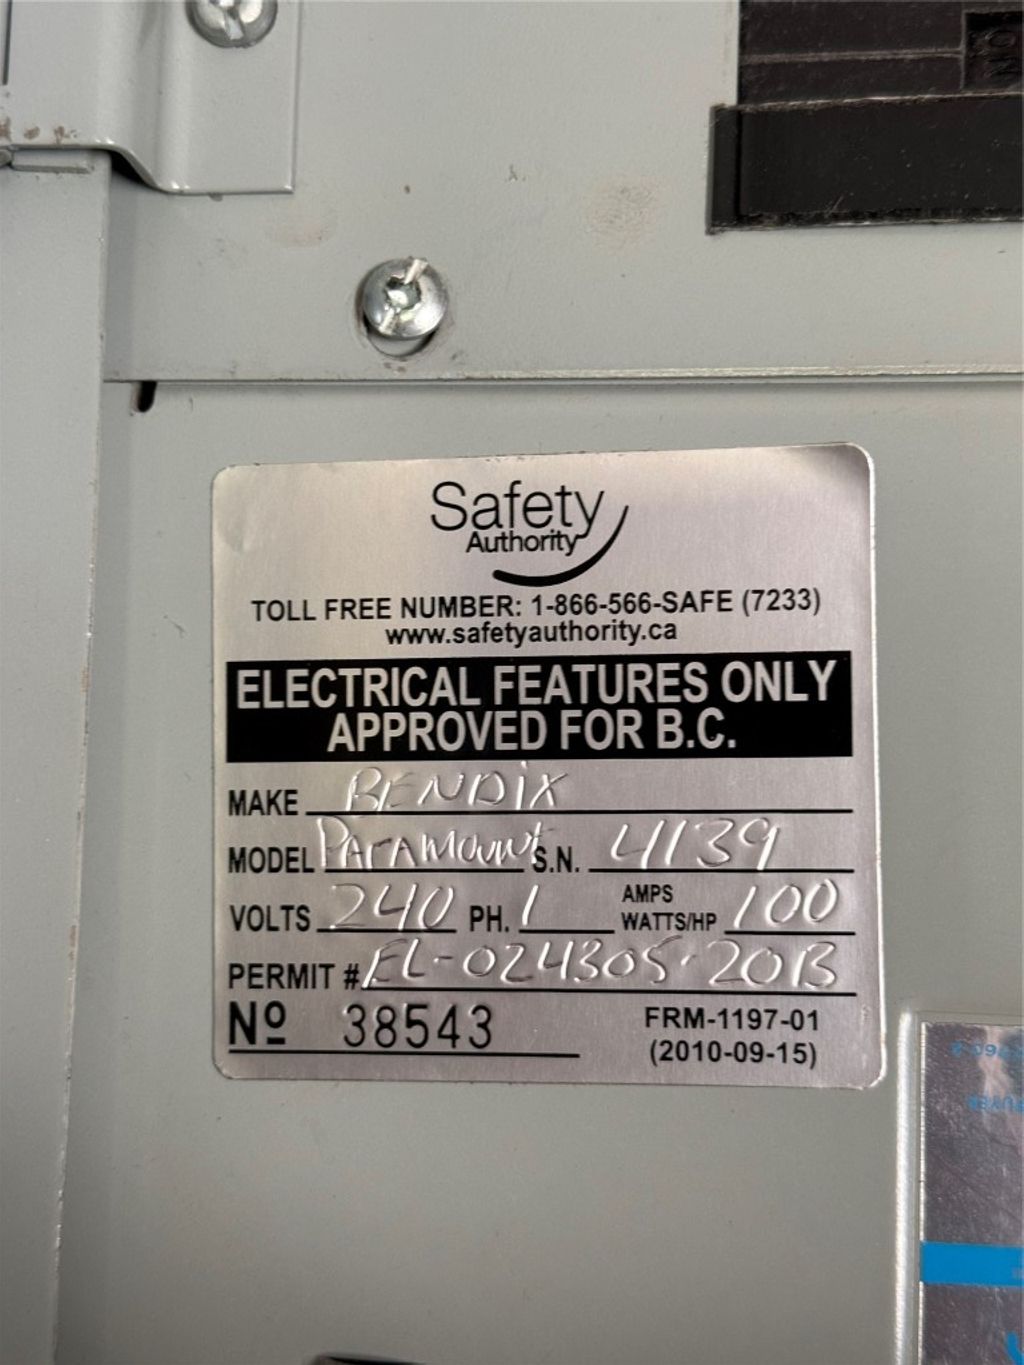 Safety
Authority
TOLL FREE NUMBER: 1-866-566-SAFE (7233)
www.safetyauthority.ca
ELECTRICAL FEATURES ONLY
APPROVED FOR B.C.
MAKE BENDIX
MODEL PArAMount S.N. 4139
VOLTS 240 PH. 1 AMPS WATTS/HP 100
PERMIT # EL-024305-2013
Nº 38543 FRM-1197-01
(2010-09-15)